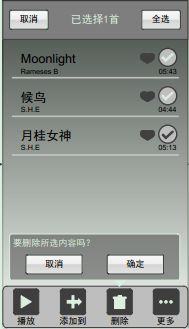 取消 已选择1首 全选
Moonlight
Rameses B 05:43
候鸟
S.H.E 04:44
月桂女神
S.H.E 05:13
要删除所选内容吗?
取消 确定
播放 添加到 删除 更多